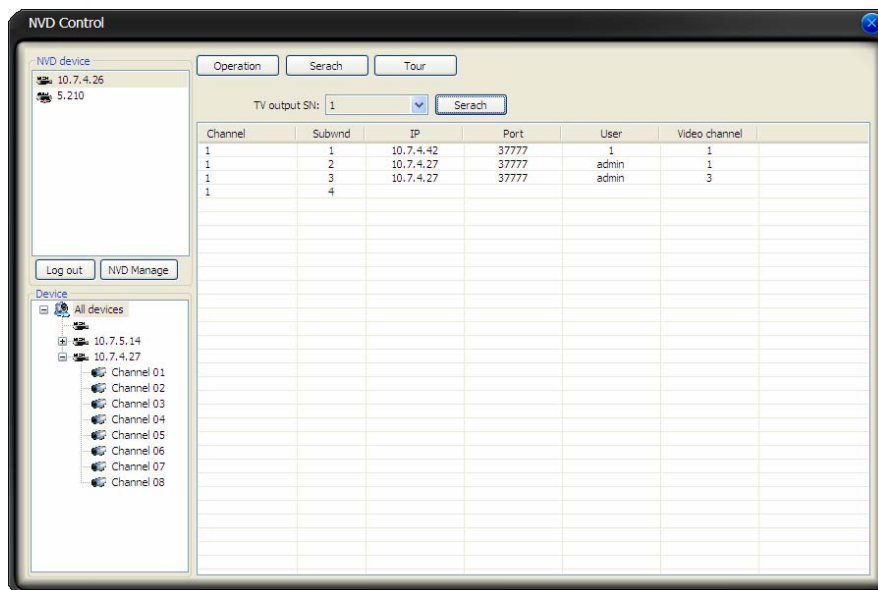 NVD Control
NVD device
10.7.4.26
5.210
Log out NVD Manage
Device
All devices
10.7.5.14
10.7.4.27
Channel 01
Channel 02
Channel 03
Channel 04
Channel 05
Channel 06
Channel 07
Channel 08
Operation Serach Tour
TV output SN: 1 Serach
Channel Subwnd IP Port User Video channel
1 1 10.7.4.42 37777 1 1
1 2 10.7.4.27 37777 admin 1
1 3 10.7.4.27 37777 admin 3
1 4